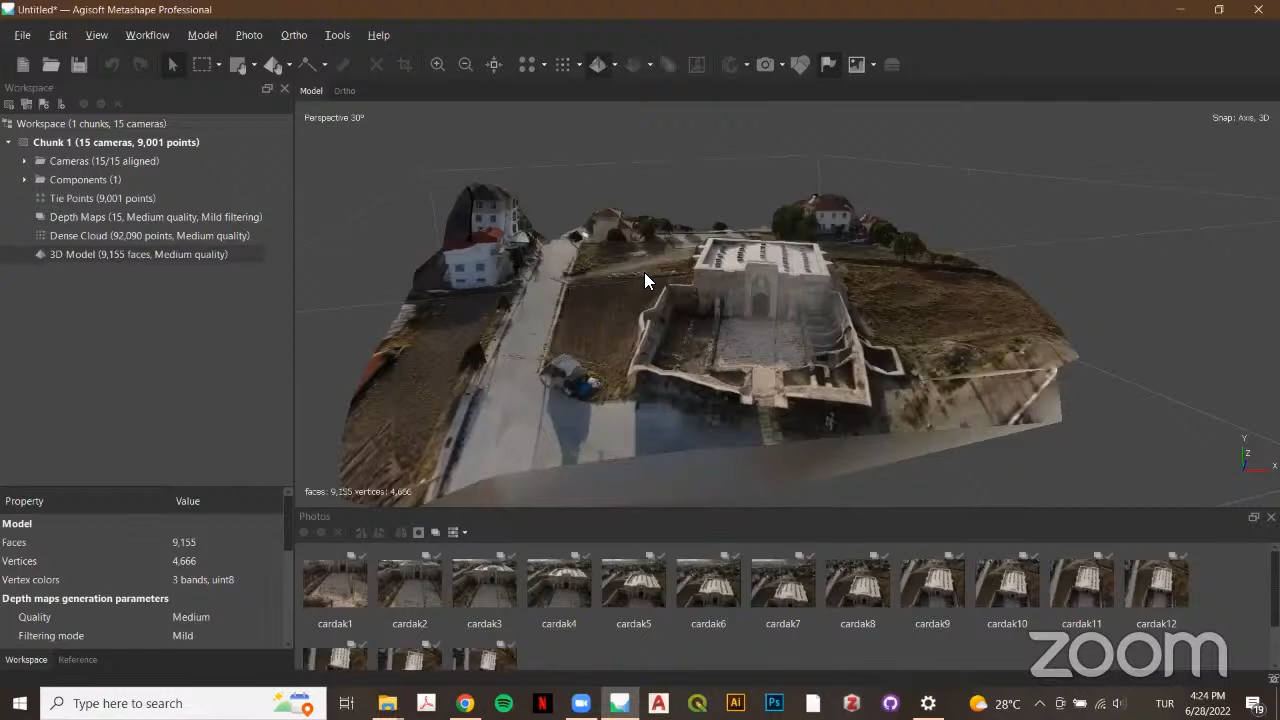 Untitled* — Agisoft Metashape Professional
File Edit View Workflow Model Photo Ortho Tools Help
Workspace
Model Ortho
Perspective 30°
Snap: Axis, 3D
Workspace (1 chunks, 15 cameras)
Chunk 1 (15 cameras, 9,001 points)
Cameras (15/15 aligned)
Components (1)
Tie Points (9,001 points)
Depth Maps (15, Medium quality, Mild filtering)
Dense Cloud (92,090 points, Medium quality)
3D Model (9,155 faces, Medium quality)
Y
Z
X
faces: 9,155 vertices: 4,666
Property Value
Model
Faces 9,155
Vertices 4,666
Vertex colors 3 bands, uint8
Depth maps generation parameters
Quality Medium
Filtering mode Mild
Workspace Reference
Photos
cardak1 cardak2 cardak3 cardak4 cardak5 cardak6 cardak7 cardak8 cardak9 cardak10 cardak11 cardak12
zoom
Type here to search
28°C
TUR
4:24 PM
6/28/2022
19